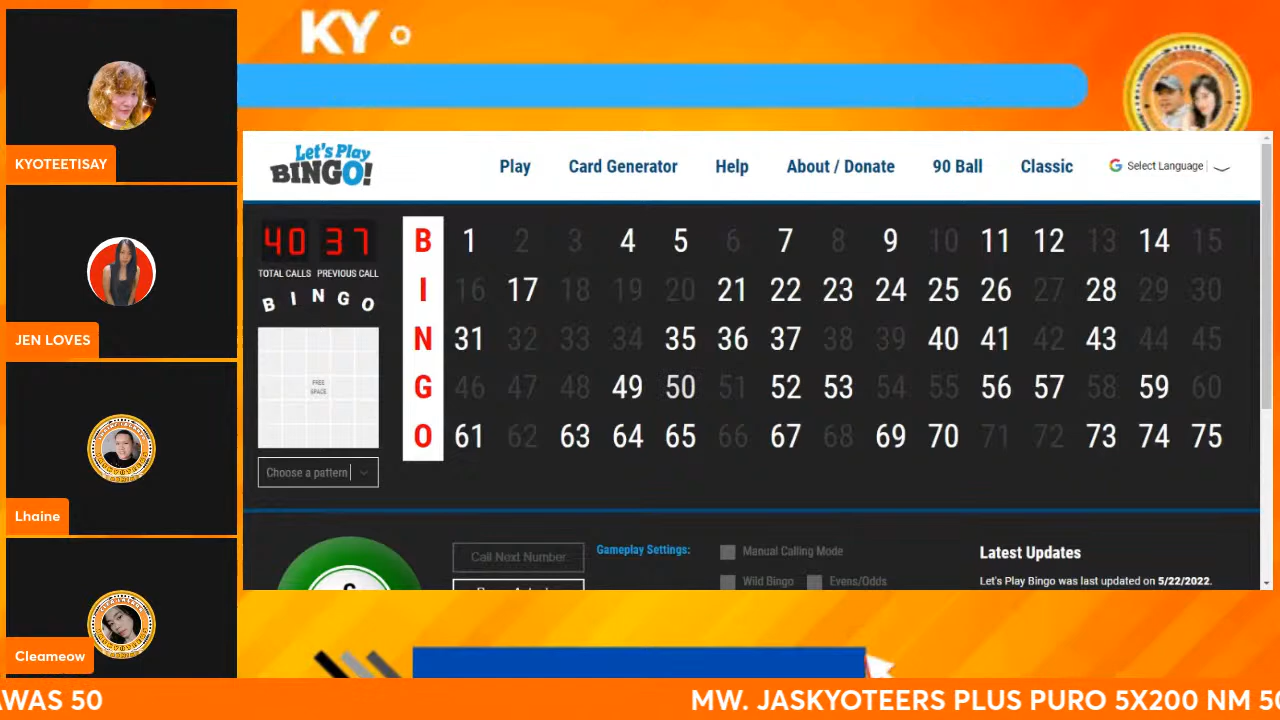 KY o
KYOTEETISAY
JEN LOVES
Lhaine
Cleameow
Let's Play
BINGO!
Play Card Generator Help About / Donate 90 Ball Classic Select Language
40 37
TOTAL CALLS PREVIOUS CALL
B I N G O
FREE
SPACE
Choose a pattern
B 1 2 3 4 5 6 7 8 9 10 11 12 13 14 15
I 16 17 18 19 20 21 22 23 24 25 26 27 28 29 30
N 31 32 33 34 35 36 37 38 39 40 41 42 43 44 45
G 46 47 48 49 50 51 52 53 54 55 56 57 58 59 60
O 61 62 63 64 65 66 67 68 69 70 71 72 73 74 75
Call Next Number
Gameplay Settings:
Manual Calling Mode
Wild Bingo Evens/Odds
Latest Updates
Let's Play Bingo was last updated on 5/22/2022.
AWAS 50 MW. JASKYOTEERS PLUS PURO 5X200 NM 50